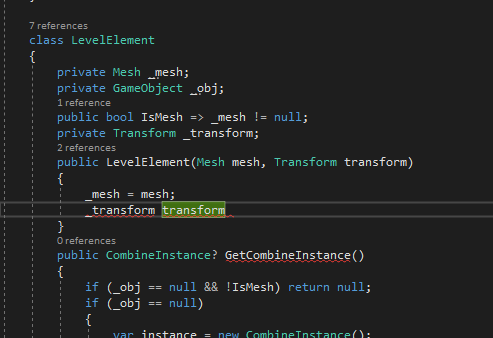 }
7 references
class LevelElement
{
private Mesh _mesh;
private GameObject _obj;
1 reference
public bool IsMesh => _mesh != null;
private Transform _transform;
2 references
public LevelElement(Mesh mesh, Transform transform)
{
_mesh = mesh;
_transform transform
}
0 references
public CombineInstance? GetCombineInstance()
{
if (_obj == null && !IsMesh) return null;
if (_obj == null)
{
var instance = new CombineInstance();